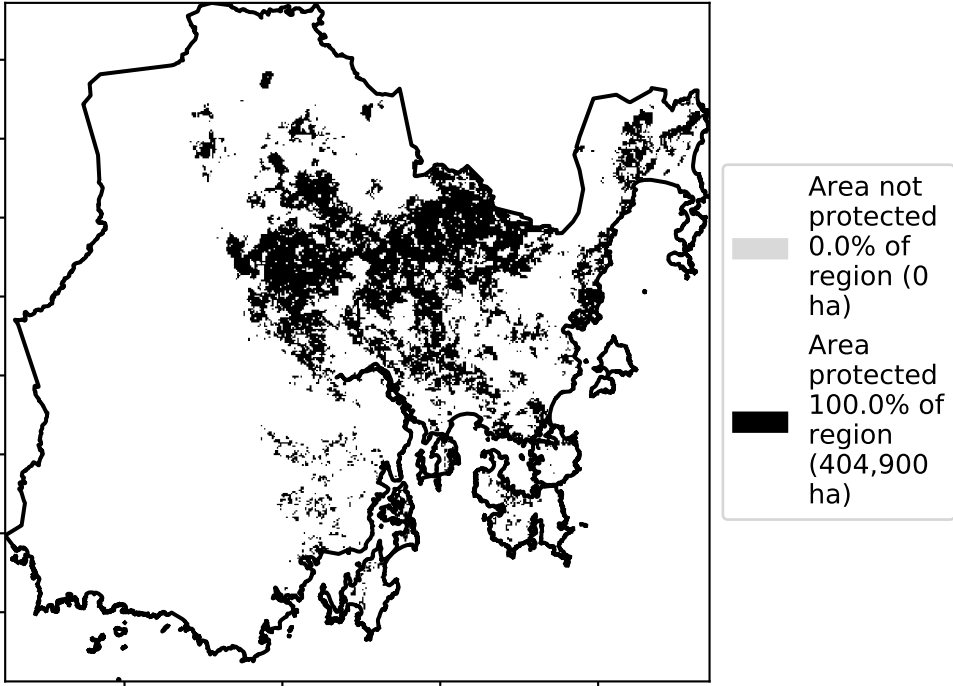 Area not
protected
0.0% of
region (0
ha)
Area
protected
100.0% of
region
(404,900
ha)